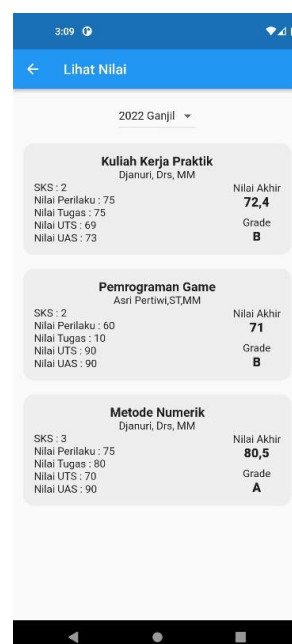 3:09
Lihat Nilai
2022 Ganjil
Kuliah Kerja Praktik
Djanuri, Drs, MM
SKS : 2
Nilai Perilaku : 75
Nilai Tugas : 75
Nilai UTS : 69
Nilai UAS : 73
Nilai Akhir
72,4
Grade
B
Pemrograman Game
Asri Pertiwi,ST,MM
SKS : 2
Nilai Perilaku : 60
Nilai Tugas : 10
Nilai UTS : 90
Nilai UAS : 90
Nilai Akhir
71
Grade
B
Metode Numerik
Djanuri, Drs, MM
SKS : 3
Nilai Perilaku : 75
Nilai Tugas : 80
Nilai UTS : 70
Nilai UAS : 90
Nilai Akhir
80,5
Grade
A